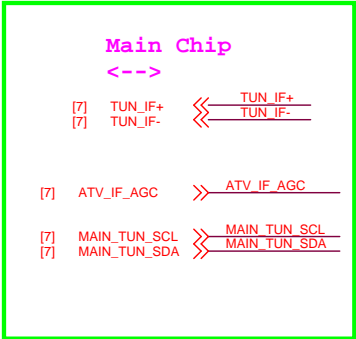 Main Chip
<-->
[7] TUN_IF+ TUN_IF+
[7] TUN_IF- TUN_IF-
[7] ATV_IF_AGC ATV_IF_AGC
[7] MAIN_TUN_SCL MAIN_TUN_SCL
[7] MAIN_TUN_SDA MAIN_TUN_SDA